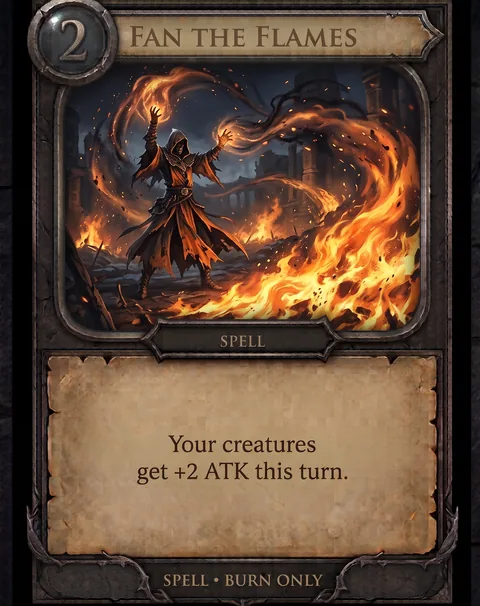 2
FAN THE FLAMES
SPELL
Your creatures
get +2 ATK this turn.
SPELL • BURN ONLY